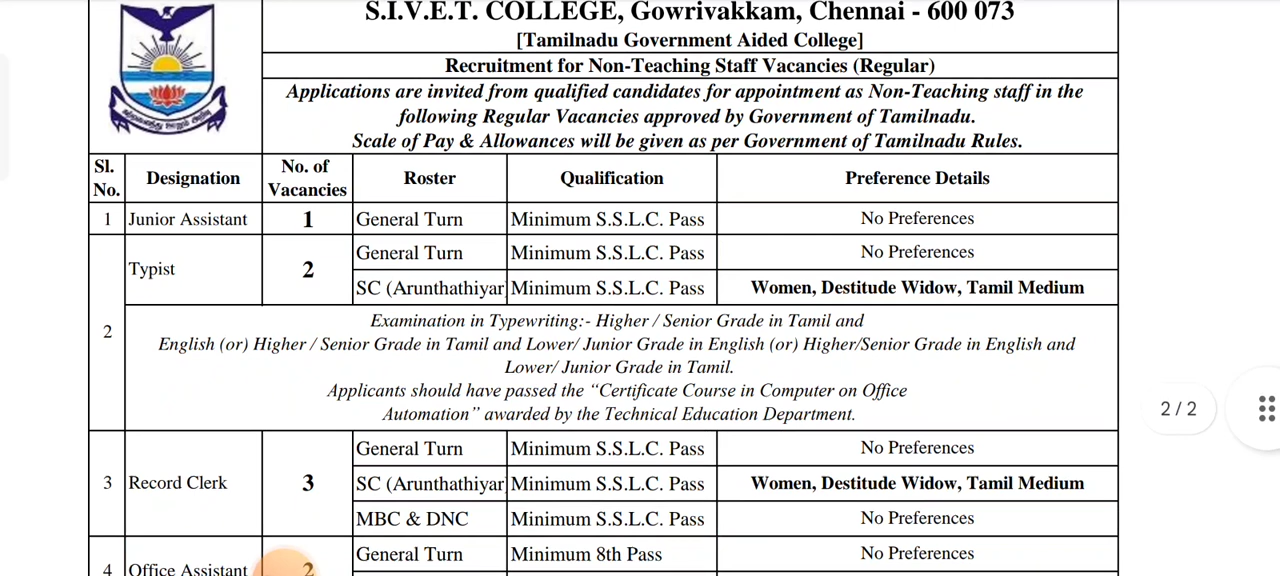 S.I.V.E.T. COLLEGE, Gowrivakkam, Chennai - 600 073
[Tamilnadu Government Aided College]
Recruitment for Non-Teaching Staff Vacancies (Regular)
Applications are invited from qualified candidates for appointment as Non-Teaching staff in the
following Regular Vacancies approved by Government of Tamilnadu.
Scale of Pay & Allowances will be given as per Government of Tamilnadu Rules.
Sl. No. Designation No. of Vacancies Roster Qualification Preference Details
1 Junior Assistant 1 General Turn Minimum S.S.L.C. Pass No Preferences
2 Typist 2 General Turn Minimum S.S.L.C. Pass No Preferences
SC (Arunthathiyar Minimum S.S.L.C. Pass Women, Destitude Widow, Tamil Medium
Examination in Typewriting:- Higher / Senior Grade in Tamil and
English (or) Higher / Senior Grade in Tamil and Lower/ Junior Grade in English (or) Higher/Senior Grade in English and
Lower/ Junior Grade in Tamil.
Applicants should have passed the “Certificate Course in Computer on Office
Automation” awarded by the Technical Education Department.
2 / 2
3 Record Clerk 3 General Turn Minimum S.S.L.C. Pass No Preferences
SC (Arunthathiyar Minimum S.S.L.C. Pass Women, Destitude Widow, Tamil Medium
MBC & DNC Minimum S.S.L.C. Pass No Preferences
4 Office Assistant 2 General Turn Minimum 8th Pass No Preferences